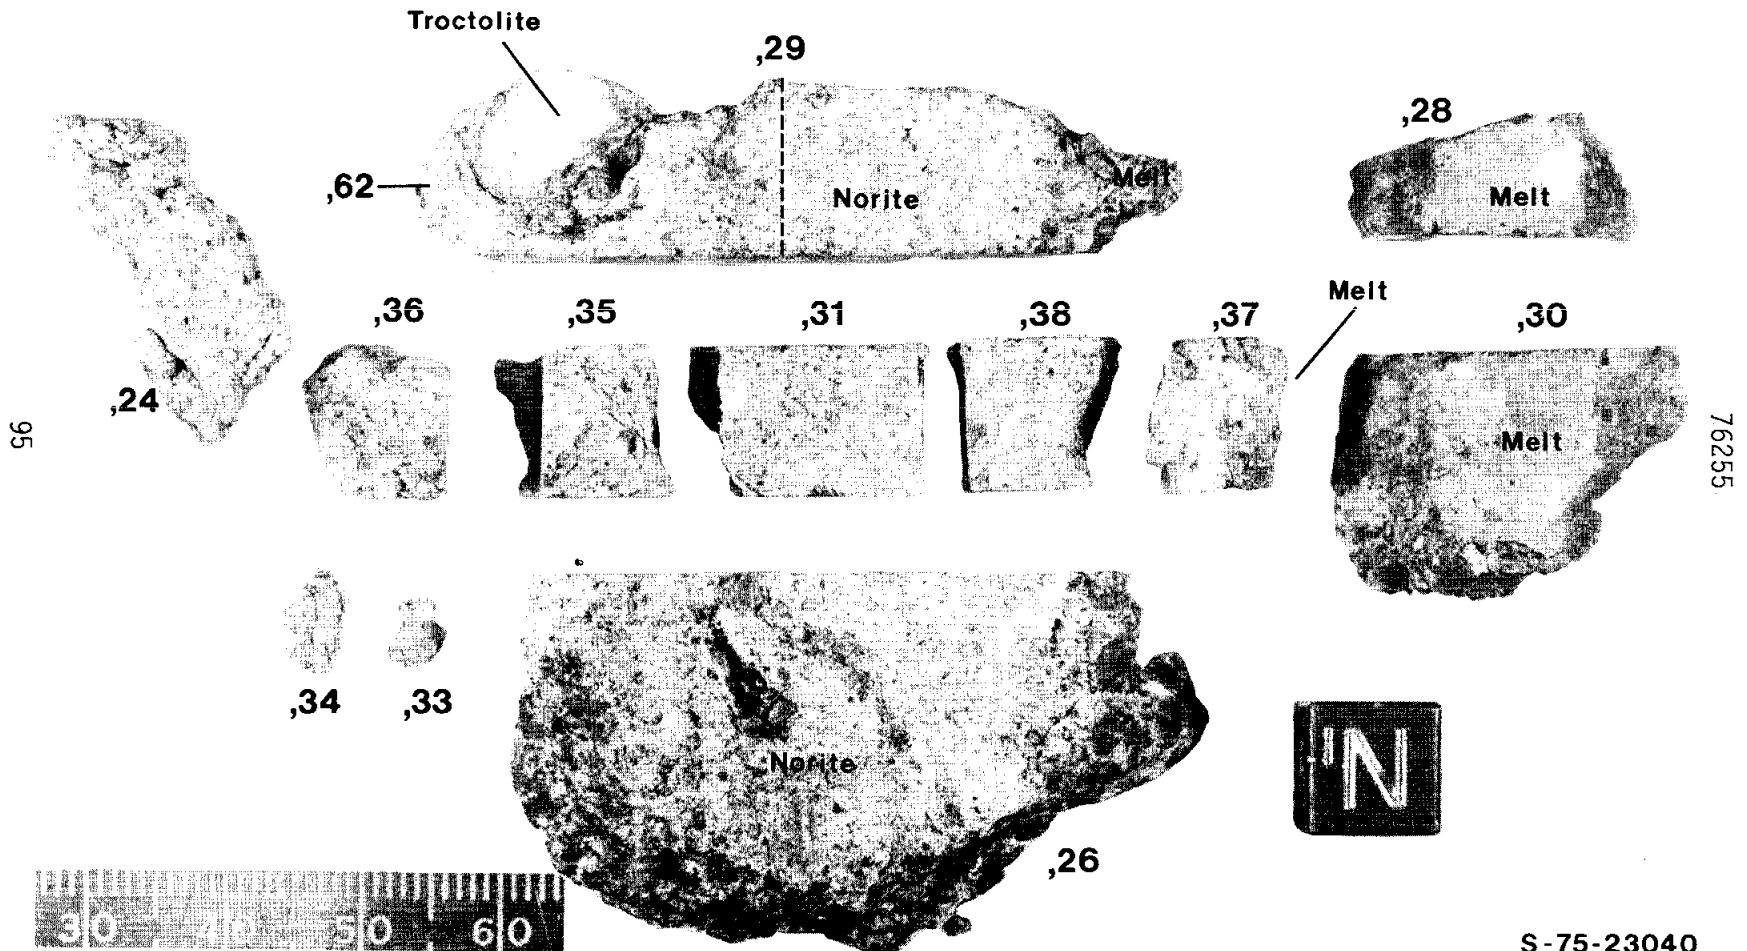 Troctolite
,29
,28
,62
Norite
Melt
Melt
,36
,35
,31
,38
,37
Melt
,30
,24
Melt
95
76255
,34
,33
Norite
N
,26
30 40 50 60
S-75-23040